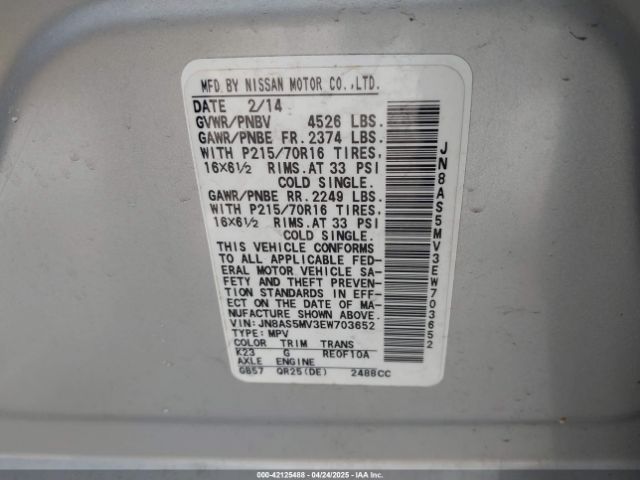 MFD BY NISSAN MOTOR CO.,LTD.
DATE 2/14
GVWR/PNBV 4526 LBS.
GAWR/PNBE FR. 2374 LBS.
WITH P215/70R16 TIRES,
16X6½ RIMS.AT 33 PSI
COLD SINGLE.
GAWR/PNBE RR. 2249 LBS.
WITH P215/70R16 TIRES,
16X6½ RIMS.AT 33 PSI
COLD SINGLE.
THIS VEHICLE CONFORMS
TO ALL APPLICABLE FED-
ERAL MOTOR VEHICLE SA-
FETY AND THEFT PREVEN-
TION STANDARDS IN EFF-
ECT ON THE DATE OF MA-
NUFACTURE SHOWN ABOVE.
VIN: JN8AS5MV3EW703652
TYPE: MPV
COLOR TRIM TRANS
K23 G RE0F10A
AXLE ENGINE
GB57 QR25(DE) 2488CC
JN8AS5MV3EW703652
000-42125488 - 04/24/2025 - IAAI.COM